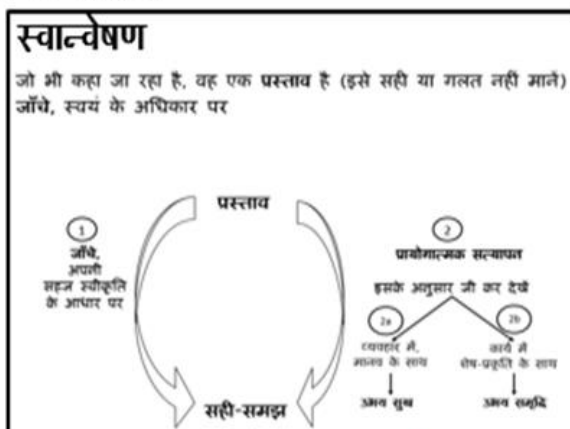 स्वान्वेषण
जो भी कहा जा रहा है, वह एक प्रस्ताव है (इसे सही या गलत नहीं मानें)
जाँचे, स्वयं के अधिकार पर
प्रस्ताव
1
जाँचे,
अपनी
सहज स्वीकृति
के आधार पर
2
प्रायोगात्मक सत्यापन
इसके अनुसार जी कर देखें
2a
व्यवहार में,
मानव के साथ
उभय सुख
2b
कार्य में
शेष-प्रकृति के साथ
उभय समृद्धि
सही-समझ